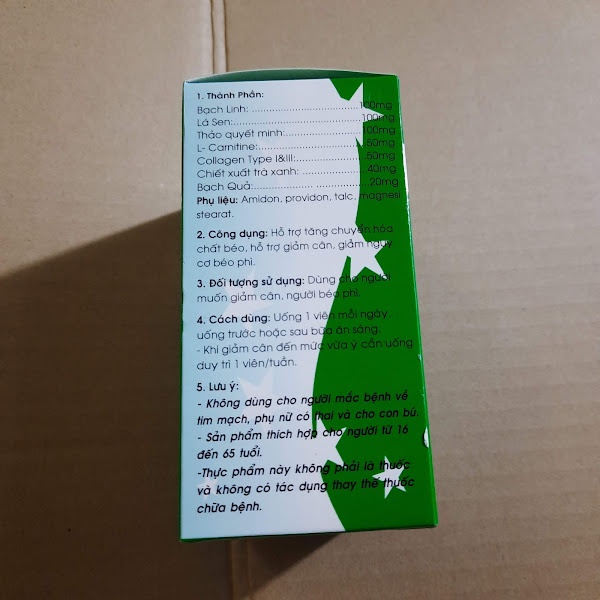 1. Thành Phần:
Bạch Linh: ..............................100mg
Lá Sen:...................................100mg
Thảo quyết minh:.....................100mg
L- Carnitine:.............................50mg
Collagen Type I&III:...................50mg
Chiết xuất trà xanh: ..................40mg
Bạch Quả:................ ...............20mg
Phụ liệu: Amidon, providon, talc, magnesi
stearat.
2. Công dụng: Hỗ trợ tăng chuyển hóa
chất béo, hỗ trợ giảm cân, giảm nguy
cơ béo phì.
3. Đối tượng sử dụng: Dùng cho người
muốn giảm cân, người béo phì.
4. Cách dùng: Uống 1 viên mỗi ngày,
uống trước hoặc sau bữa ăn sáng.
- Khi giảm cân đến mức vừa ý cần uống
duy trì 1 viên/tuần.
5. Lưu ý:
- Không dùng cho người mắc bệnh về
tim mạch, phụ nữ có thai và cho con bú.
- Sản phẩm thích hợp cho người từ 16
đến 65 tuổi.
-Thực phẩm này không phải là thuốc
và không có tác dụng thay thế thuốc
chữa bệnh.